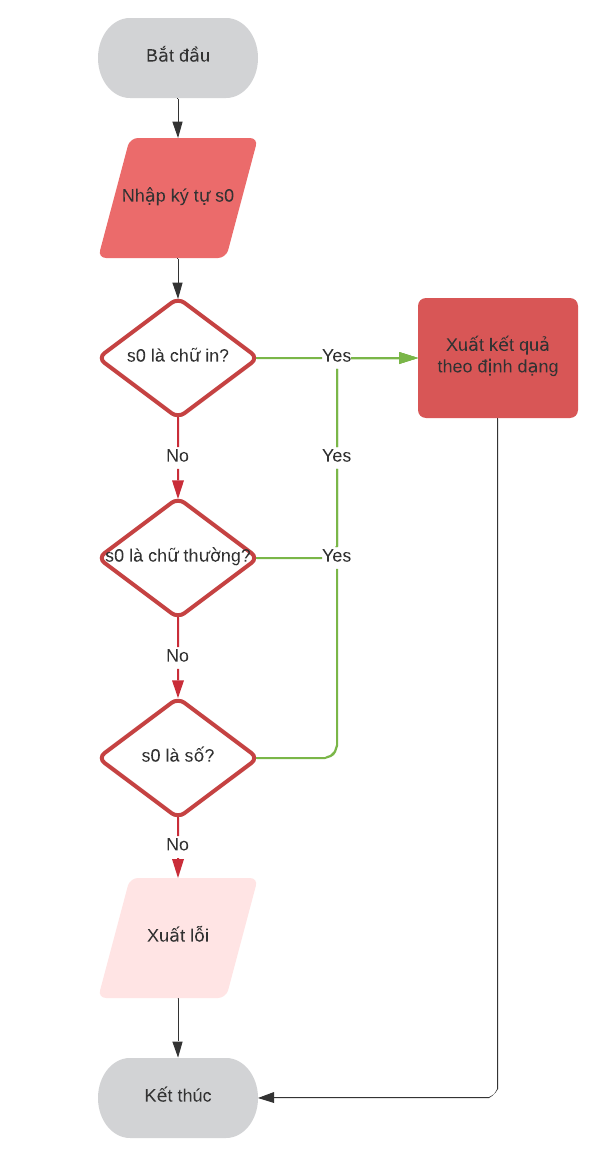 Bắt đầu
Nhập ký tự s0
s0 là chữ in?
Yes
Xuất kết quả
theo định dạng
No
Yes
s0 là chữ thường?
Yes
No
s0 là số?
No
Xuất lỗi
Kết thúc